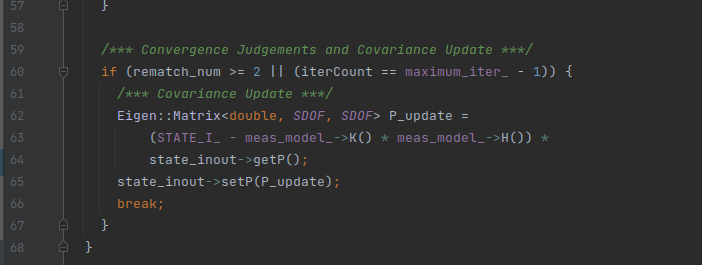 57 }
58
59 /*** Convergence Judgements and Covariance Update ***/
60 if (rematch_num >= 2 || (iterCount == maximum_iter_ - 1)) {
61 /*** Covariance Update ***/
62 Eigen::Matrix<double, SDOF, SDOF> P_update =
63 (STATE_I_ - meas_model_->K() * meas_model_->H()) *
64 state_inout->getP();
65 state_inout->setP(P_update);
66 break;
67 }
68 }